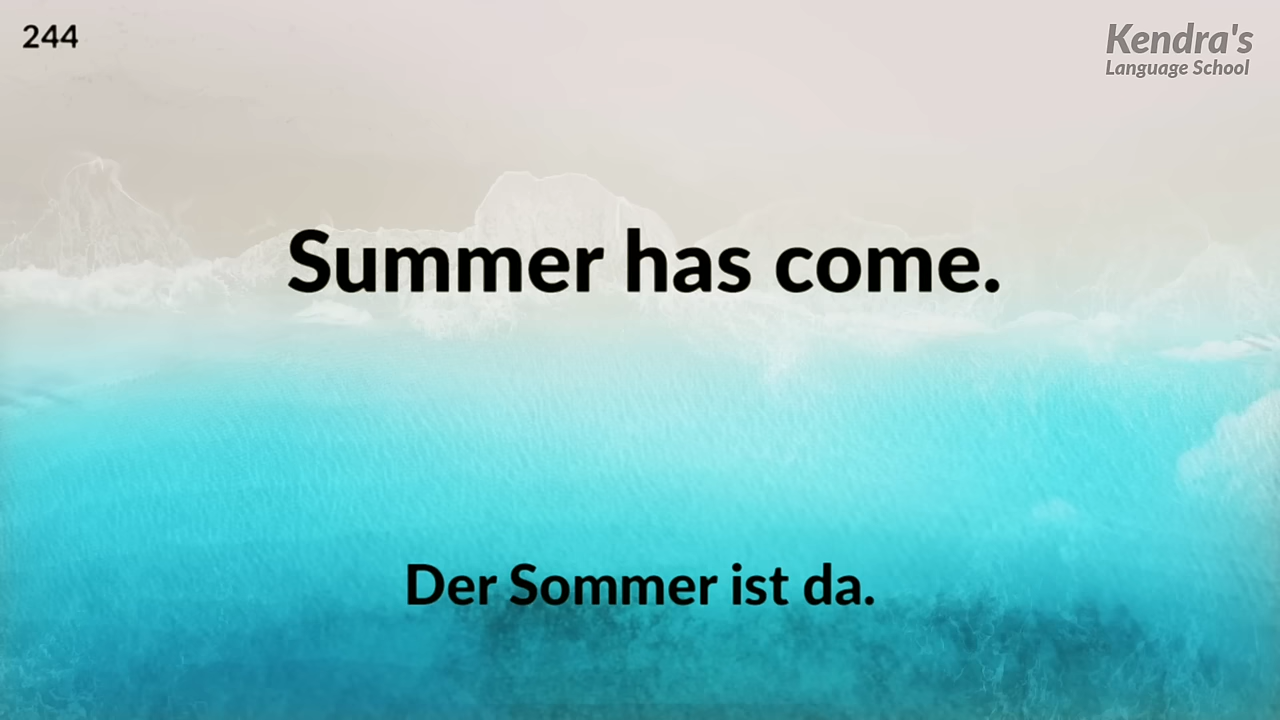 244
Kendra's
Language School
Summer has come.
Der Sommer ist da.